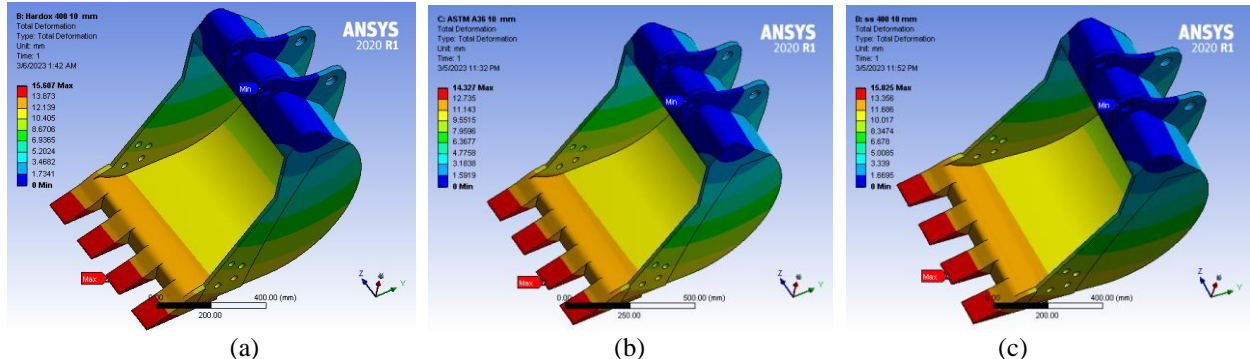 B: Hardox 400 10 mm
Total Deformation
Type: Total Deformation
Unit: mm
Time: 1
3/6/2023 1:42 AM
15.607 Max
13.873
12.139
10.405
8.6706
6.9365
5.2024
3.4682
1.7341
0 Min
ANSYS
2020 R1
Min
Max
0.00
400.00 (mm)
200.00
Z
Y
(a)
C: ASTM A36 10 mm
Total Deformation
Type: Total Deformation
Unit: mm
Time: 1
3/5/2023 11:32 PM
14.327 Max
12.735
11.143
9.5515
7.9596
6.3677
4.7758
3.1838
1.5919
0 Min
ANSYS
2020 R1
Min
Max
0.00
500.00 (mm)
250.00
Z
Y
(b)
B: ss 400 10 mm
Total Deformation
Type: Total Deformation
Unit: mm
Time: 1
3/5/2023 11:52 PM
15.025 Max
13.356
11.686
10.017
8.3474
6.678
5.0085
3.339
1.6695
0 Min
ANSYS
2020 R1
Min
Max
0.00
400.00 (mm)
200.00
Z
Y
(c)